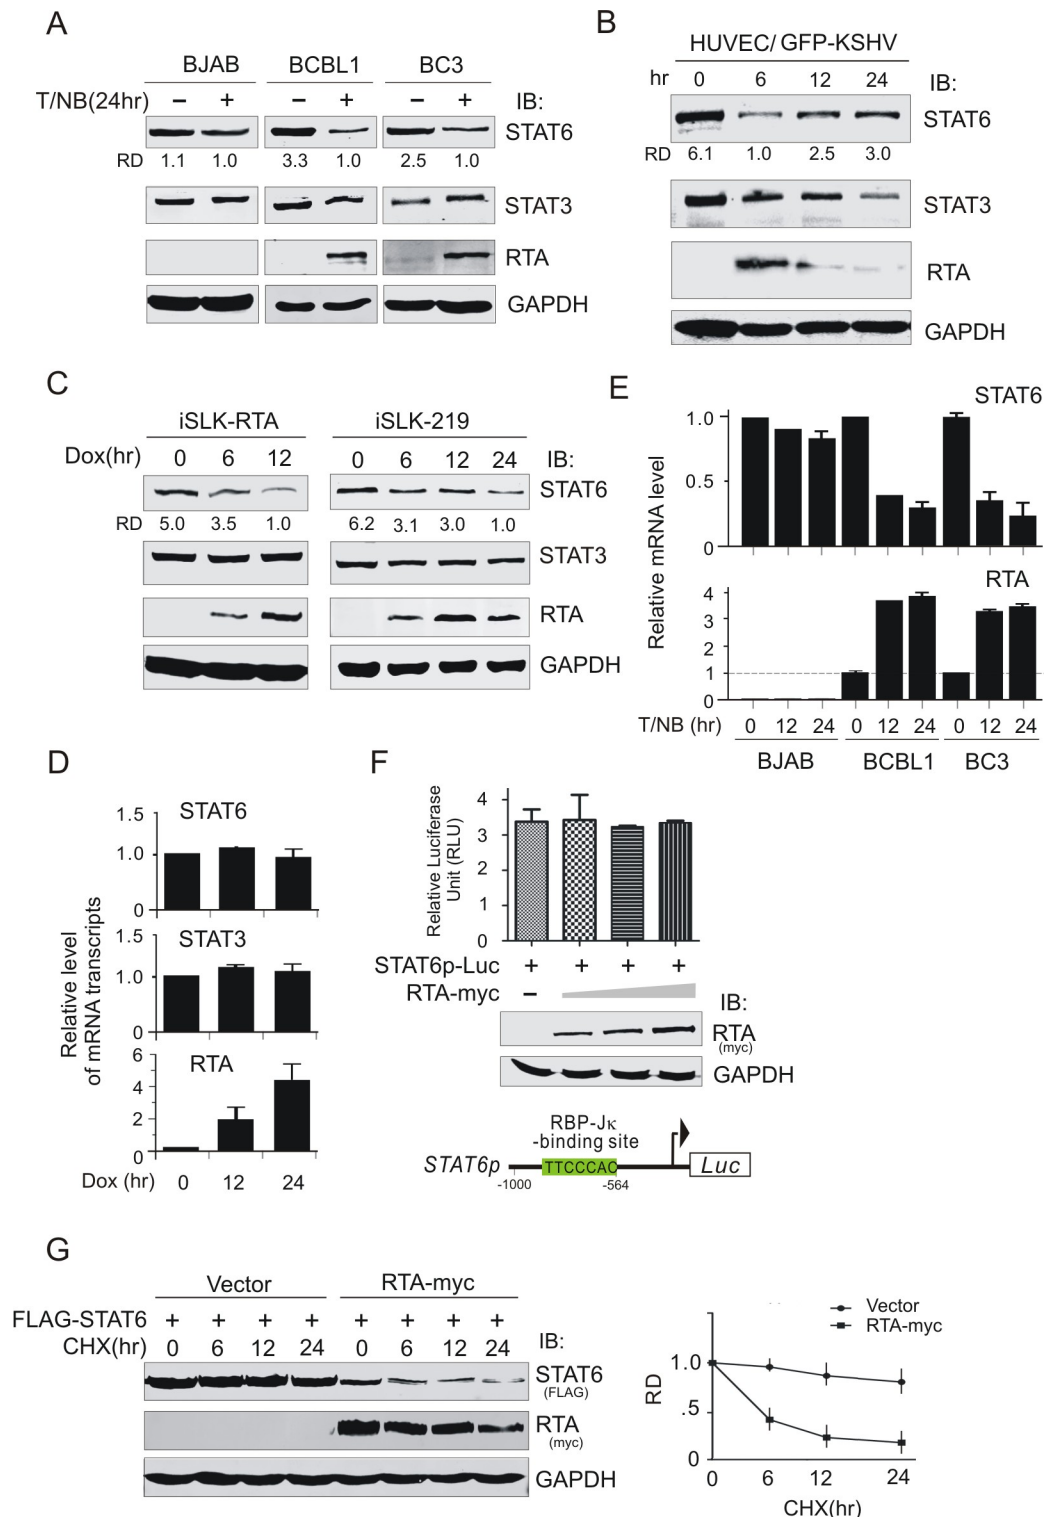 A
BJAB BCBL1 BC3
T/NB(24hr) – + – + – + IB:
STAT6
RD 1.1 1.0 3.3 1.0 2.5 1.0
STAT3
RTA
GAPDH
B
HUVEC/ GFP-KSHV
hr 0 6 12 24 IB:
STAT6
RD 6.1 1.0 2.5 3.0
STAT3
RTA
GAPDH
C
iSLK-RTA iSLK-219
Dox(hr) 0 6 12 0 6 12 24 IB:
STAT6
RD 5.0 3.5 1.0 6.2 3.1 3.0 1.0
STAT3
RTA
GAPDH
E
STAT6
1.0
0.5
0
Relative mRNA level
RTA
4
3
2
1
0
T/NB (hr) 0 12 24 0 12 24 0 12 24
BJAB BCBL1 BC3
D
STAT6
1.5
1.0
0
STAT3
1.5
1.0
0
Relative level
of mRNA transcripts
RTA
6
4
2
0
Dox (hr) 0 12 24
F
Relative Luciferase
Unit (RLU)
4
3
2
1
0
STAT6p-Luc + + + +
RTA-myc –
IB:
RTA
(myc)
GAPDH
RBP-Jκ
-binding site
STAT6p TTCCCAC Luc
-1000 -564
G
Vector RTA-myc
FLAG-STAT6 + + + + + + + +
CHX(hr) 0 6 12 24 0 6 12 24 IB:
STAT6
(FLAG)
RTA
(myc)
GAPDH
Vector
RTA-myc
RD
1.0
.5
0
0 6 12 24
CHX(hr)